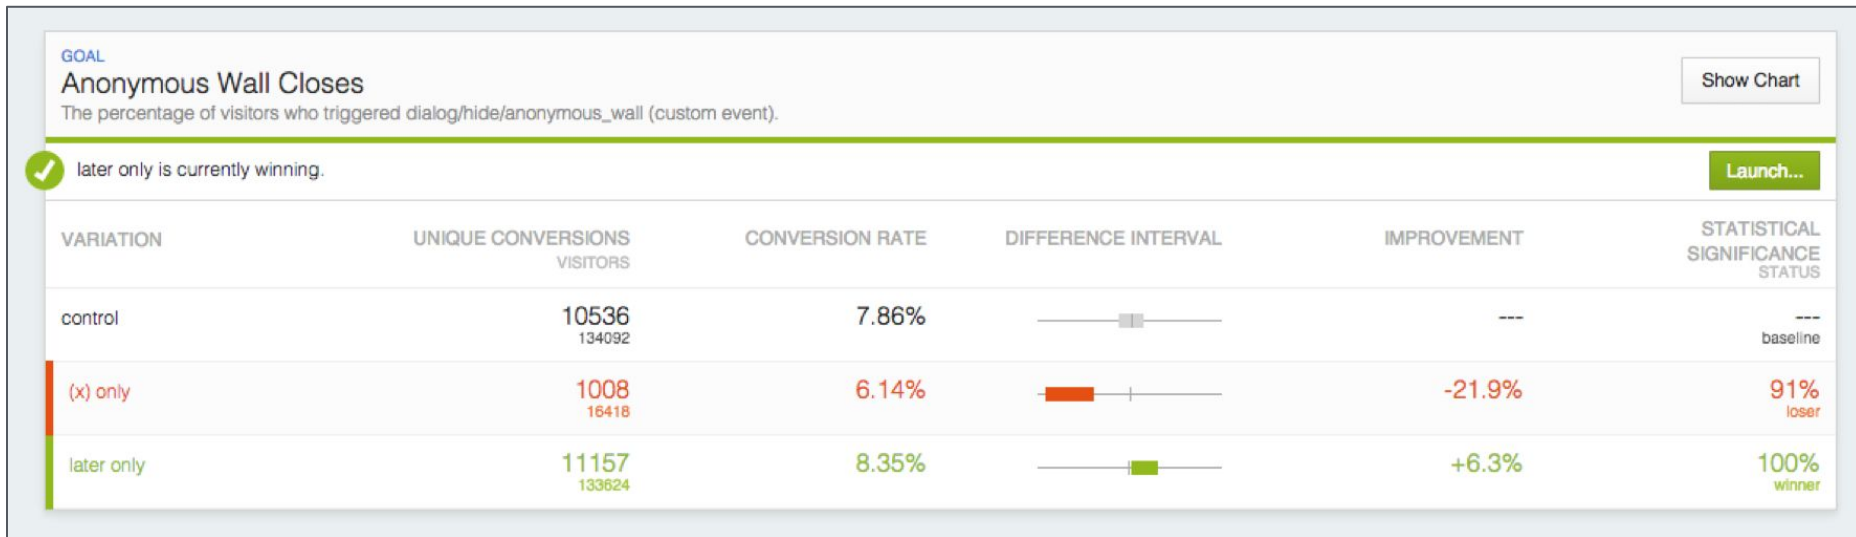 GOAL
Anonymous Wall Closes
The percentage of visitors who triggered dialog/hide/anonymous_wall (custom event).
Show Chart
later only is currently winning.
Launch...
VARIATION
UNIQUE CONVERSIONS
VISITORS
CONVERSION RATE
DIFFERENCE INTERVAL
IMPROVEMENT
STATISTICAL
SIGNIFICANCE
STATUS
control
10536
134092
7.86%
---
---
baseline
(x) only
1008
16418
6.14%
-21.9%
91%
loser
later only
11157
133624
8.35%
+6.3%
100%
winner